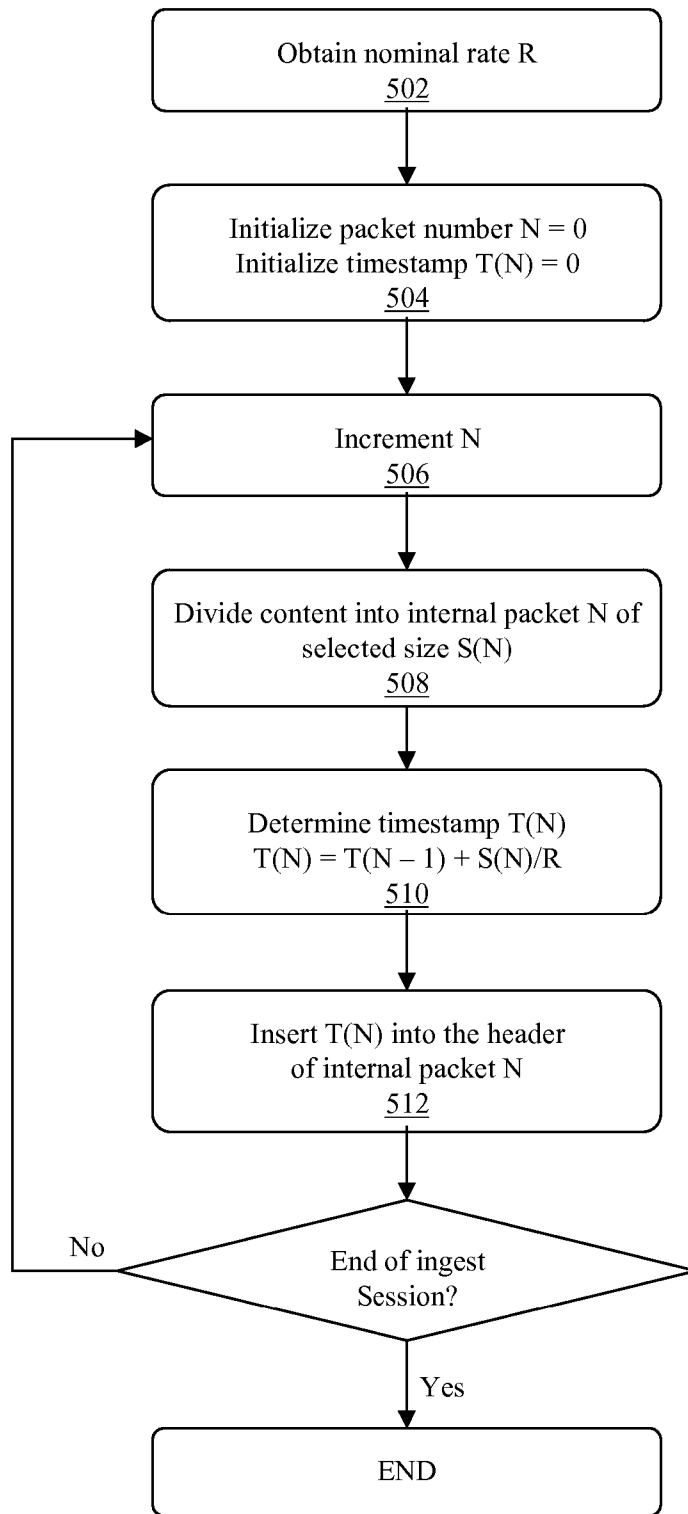 Obtain nominal rate R
502
Initialize packet number N = 0
Initialize timestamp T(N) = 0
504
Increment N
506
Divide content into internal packet N of
selected size S(N)
508
Determine timestamp T(N)
T(N) = T(N – 1) + S(N)/R
510
Insert T(N) into the header
of internal packet N
512
No
End of ingest
Session?
Yes
END